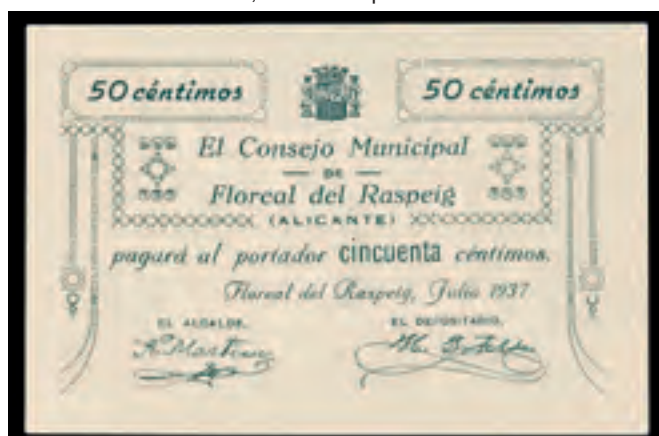 50 céntimos
50 céntimos
El Consejo Municipal
— DE —
Floreal del Raspeig
(ALICANTE)
pagará al portador cincuenta céntimos.
Floreal del Raspeig, Julio 1937
EL ALCALDE,
EL DEPOSITARIO,
Martínez